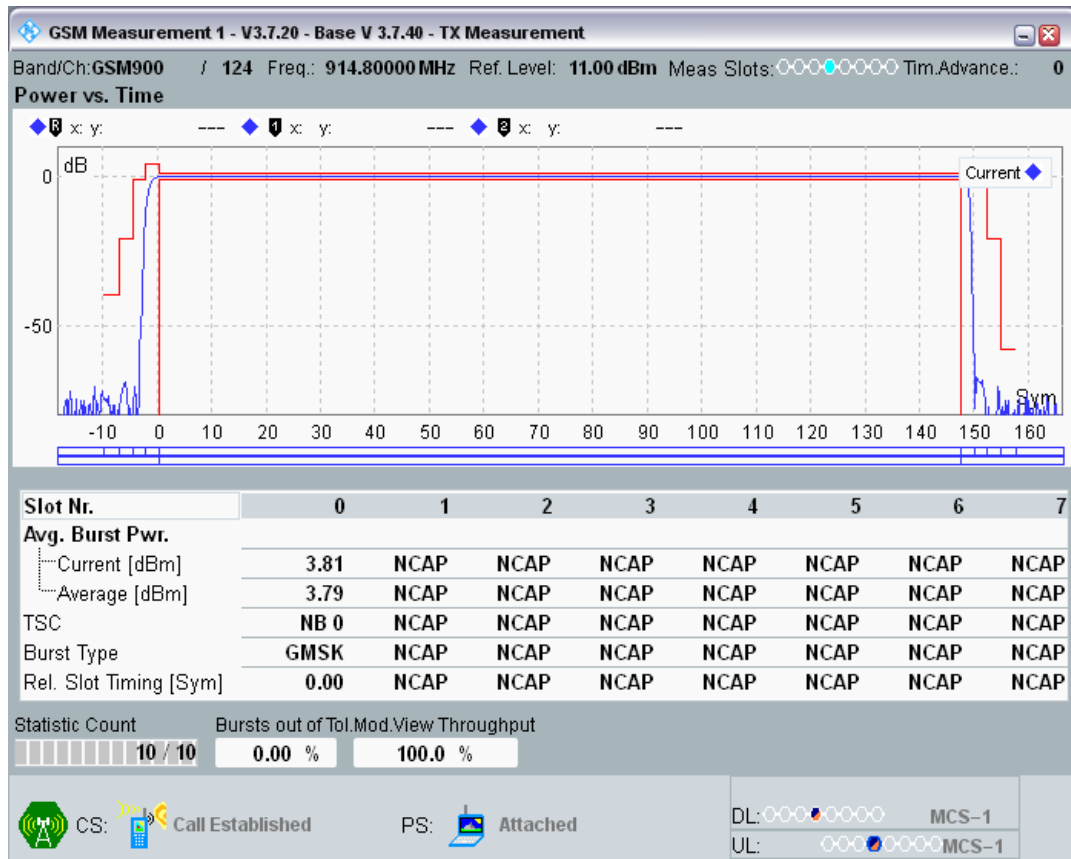 GSM Measurement 1 - V3.7.20 - Base V 3.7.40 - TX Measurement
Band/Ch:GSM900 / 124 Freq.: 914.80000 MHz Ref. Level: 11.00 dBm Meas Slots: Tim.Advance.: 0
Power vs. Time
R x: y: --- 1 x: y: --- 2 x: y: ---
dB
Current
0
-50
Sym
-10 0 10 20 30 40 50 60 70 80 90 100 110 120 130 140 150 160
Slot Nr. 0 1 2 3 4 5 6 7
Avg. Burst Pwr.
Current [dBm] 3.81 NCAP NCAP NCAP NCAP NCAP NCAP NCAP
Average [dBm] 3.79 NCAP NCAP NCAP NCAP NCAP NCAP NCAP
TSC NB 0 NCAP NCAP NCAP NCAP NCAP NCAP NCAP
Burst Type GMSK NCAP NCAP NCAP NCAP NCAP NCAP NCAP
Rel. Slot Timing [Sym] 0.00 NCAP NCAP NCAP NCAP NCAP NCAP NCAP
Statistic Count Bursts out of Tol.Mod.View Throughput
10 / 10 0.00 % 100.0 %
CS: Call Established PS: Attached
DL: MCS-1
UL: MCS-1